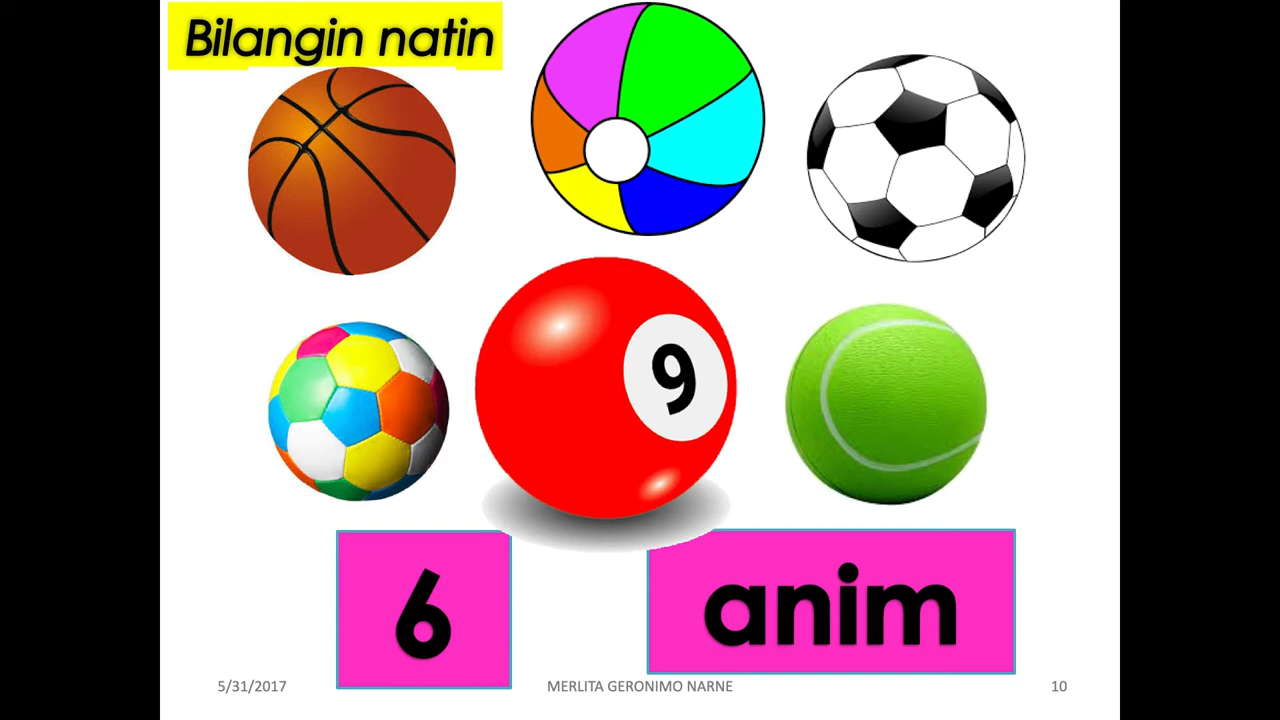 Bilangin natin
9
6
anim
5/31/2017
MERLITA GERONIMO NARNE
10